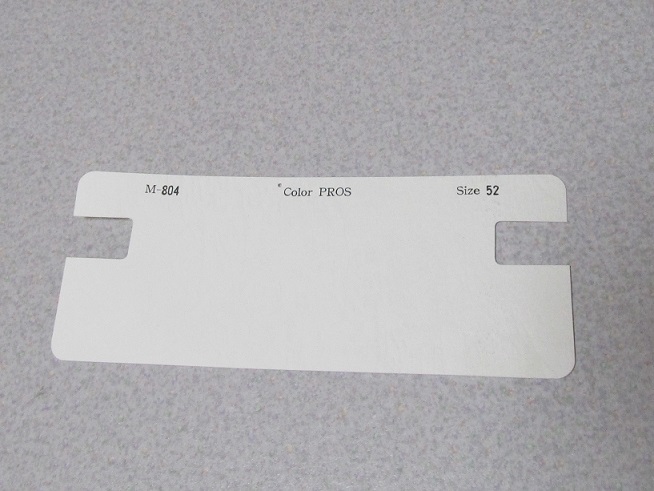 M-804 "Color PROS Size 52